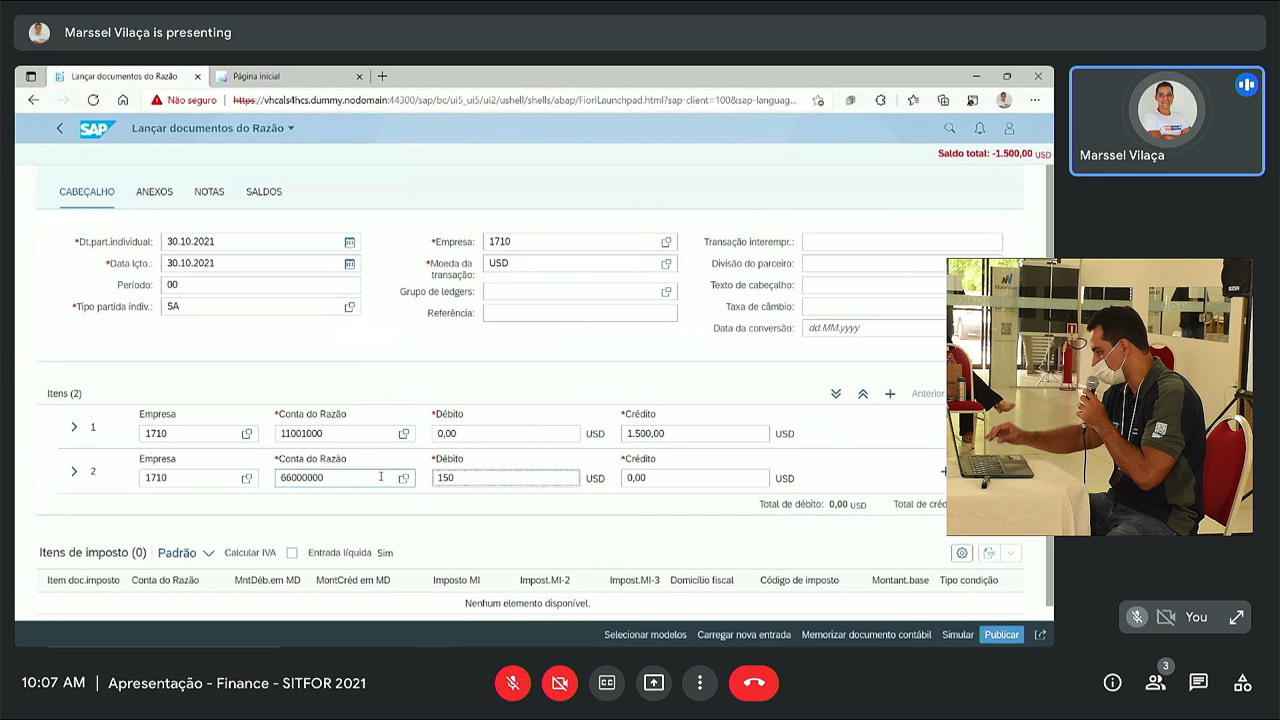 Marssel Vilaça is presenting
Lançar documentos do Razão
Página inicial
Não seguro
https://vhcals4hcs.dummy.nodomain:44300/sap/bc/ui5_ui5/ui2/ushell/shells/abap/FioriLaunchpad.html?sap-client=100&sap-languag...
SAP Lançar documentos do Razão
Saldo total: -1.500,00 USD
CABEÇALHO ANEXOS NOTAS SALDOS
*Dt.part.individual: 30.10.2021 *Empresa: 1710 Transação interempr.:
*Data lçto.: 30.10.2021 *Moeda da transação: USD Divisão do parceiro:
Período: 00 Grupo de ledgers: Texto de cabeçalho:
*Tipo partida indiv.: SA Referência: Taxa de câmbio:
Data da conversão: dd.MM.yyyy
Itens (2) Anterior
Empresa *Conta do Razão *Débito *Crédito
1 1710 11001000 0,00 USD 1.500,00 USD
Empresa *Conta do Razão *Débito *Crédito
2 1710 66000000 150 USD 0,00 USD
Total de débito: 0,00 USD Total de créd
Itens de imposto (0) Padrão Calcular IVA Entrada líquida Sim
Item doc.imposto Conta do Razão MntDéb.em MD MontCréd em MD Imposto MI Impost.MI-2 Impost.MI-3 Domicílio fiscal Código de imposto Montant.base Tipo condição
Nenhum elemento disponível.
Selecionar modelos Carregar nova entrada Memorizar documento contábil Simular Publicar
Marssel Vilaça
You
10:07 AM | Apresentação - Finance - SITFOR 2021
3